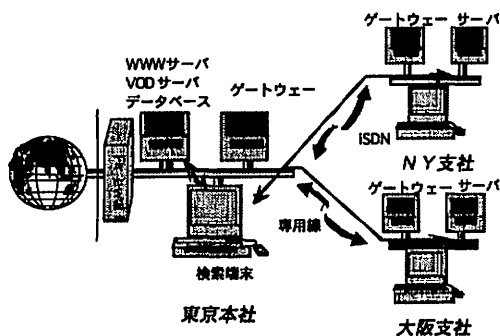 ゲートウェー サーバ
WWWサーバ
VODサーバ
データベース
ゲートウェー
ISDN
NY支社
ゲートウェー サーバ
専用線
検索端末
東京本社
大阪支社